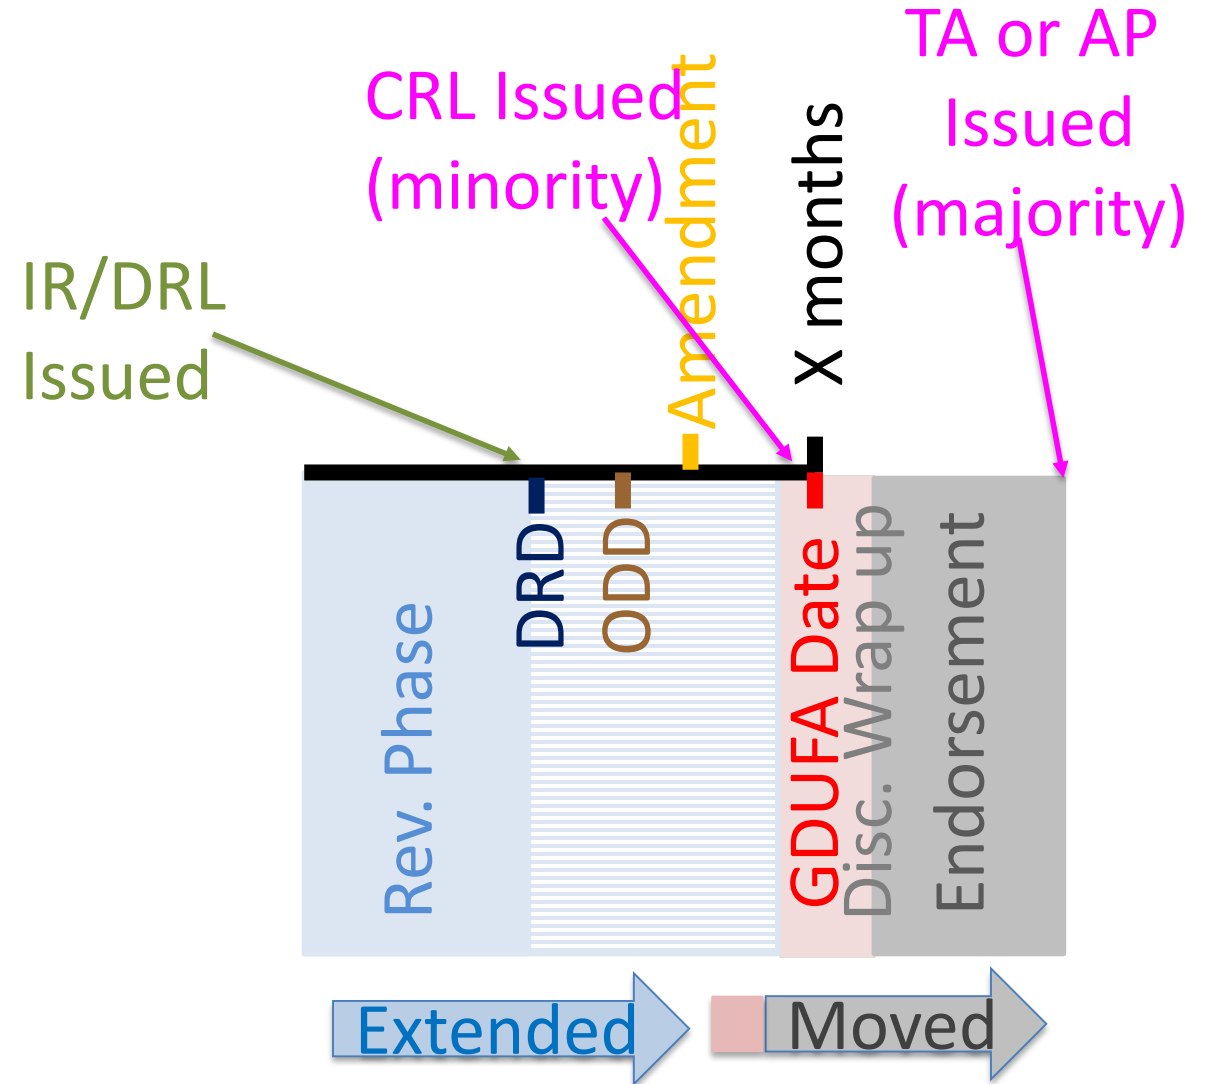 TA or AP
Issued
(majority)
CRL Issued
(minority)
Amendment
X months
IR/DRL
Issued
Rev. Phase
DRD
ODD
GDUFA Date
Disc. Wrap up
Endorsement
Extended
Moved